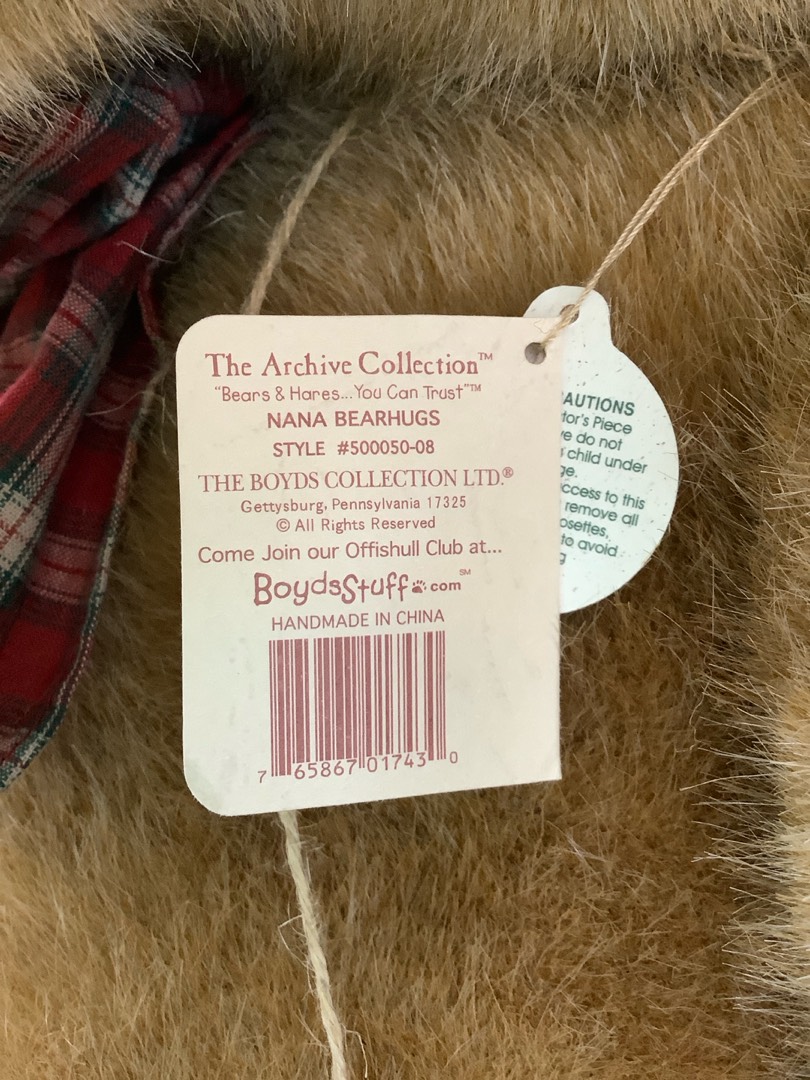 The Archive Collection™
"Bears & Hares...You Can Trust"™
NANA BEARHUGS
STYLE #500050-08
THE BOYDS COLLECTION LTD.®
Gettysburg, Pennsylvania 17325
© All Rights Reserved
Come Join our Offishull Club at...
BoydsStuff.com℠
HANDMADE IN CHINA
7 65867 01743 0
AUTIONS
tor's Piece
e do not
child under
ge.
ccess to this
remove all
osettes,
to avoid
g